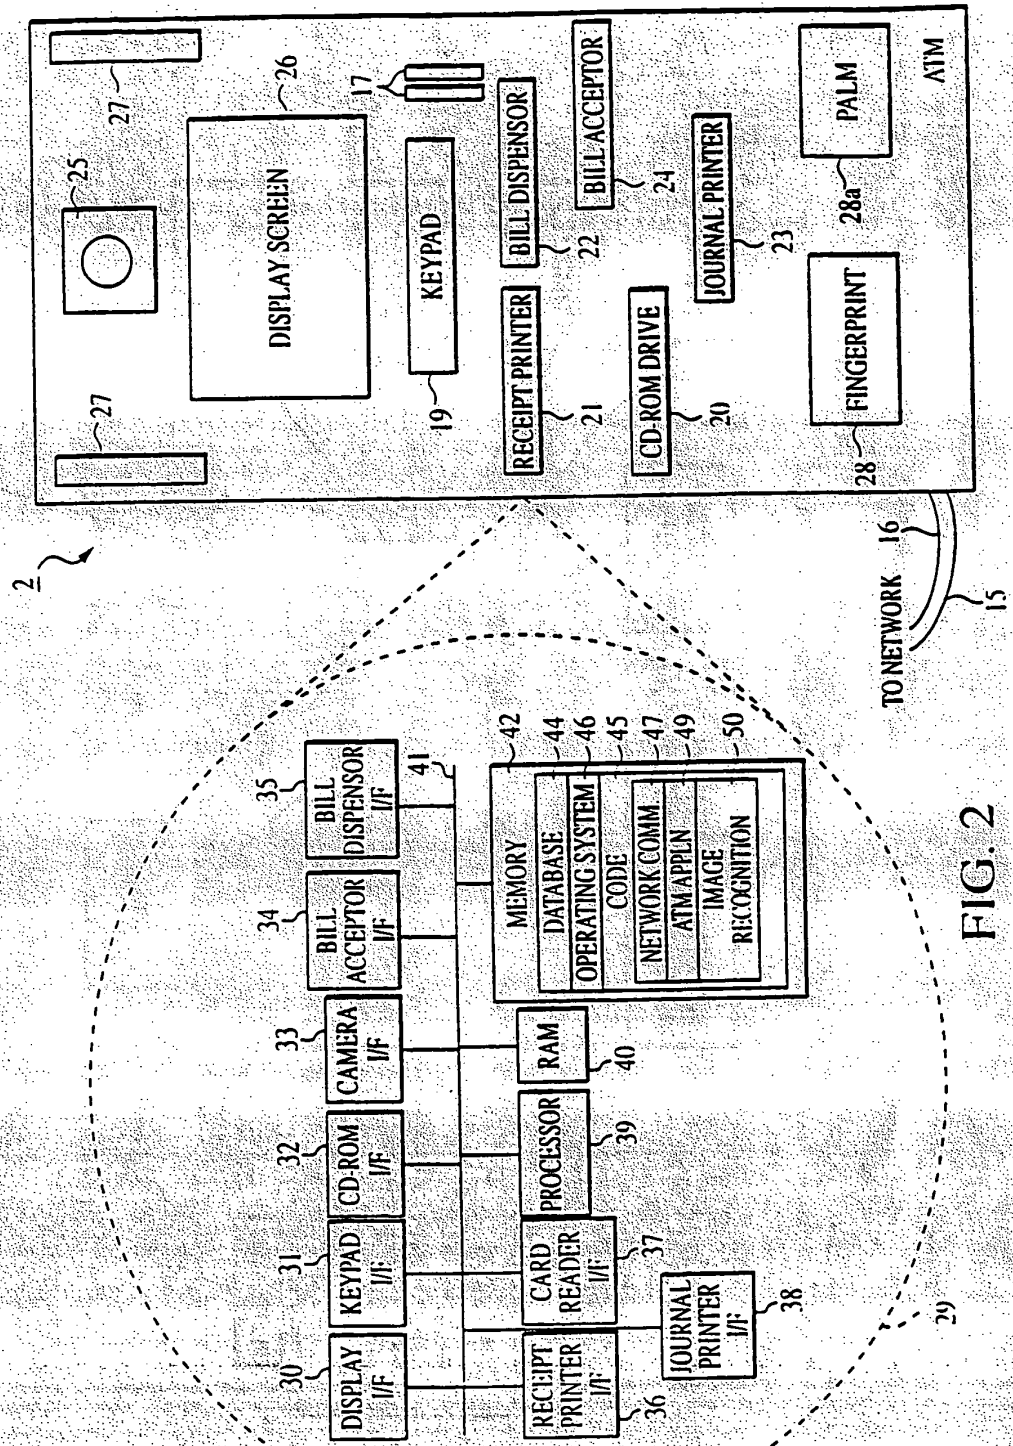 2
27
25
27
26
DISPLAY SCREEN
17
KEYPAD
19
RECEIPT PRINTER
21
BILL DISPENSOR
22
BILL ACCEPTOR
24
CD-ROM DRIVE
20
JOURNAL PRINTER
23
FINGERPRINT
28
PALM
28a
ATM
TO NETWORK
16
15
30
DISPLAY
I/F
31
KEYPAD
I/F
32
CD-ROM
I/F
33
CAMERA
I/F
34
BILL
ACCEPTOR
I/F
35
BILL
DISPENSOR
I/F
41
RECEIPT
PRINTER
I/F
36
CARD
READER
I/F
37
JOURNAL
PRINTER
I/F
38
PROCESSOR
39
RAM
40
MEMORY
42
DATABASE
44
OPERATING SYSTEM
46
CODE
45
NETWORK COMM
47
ATM APPLN
49
IMAGE
RECOGNITION
50
29
FIG. 2